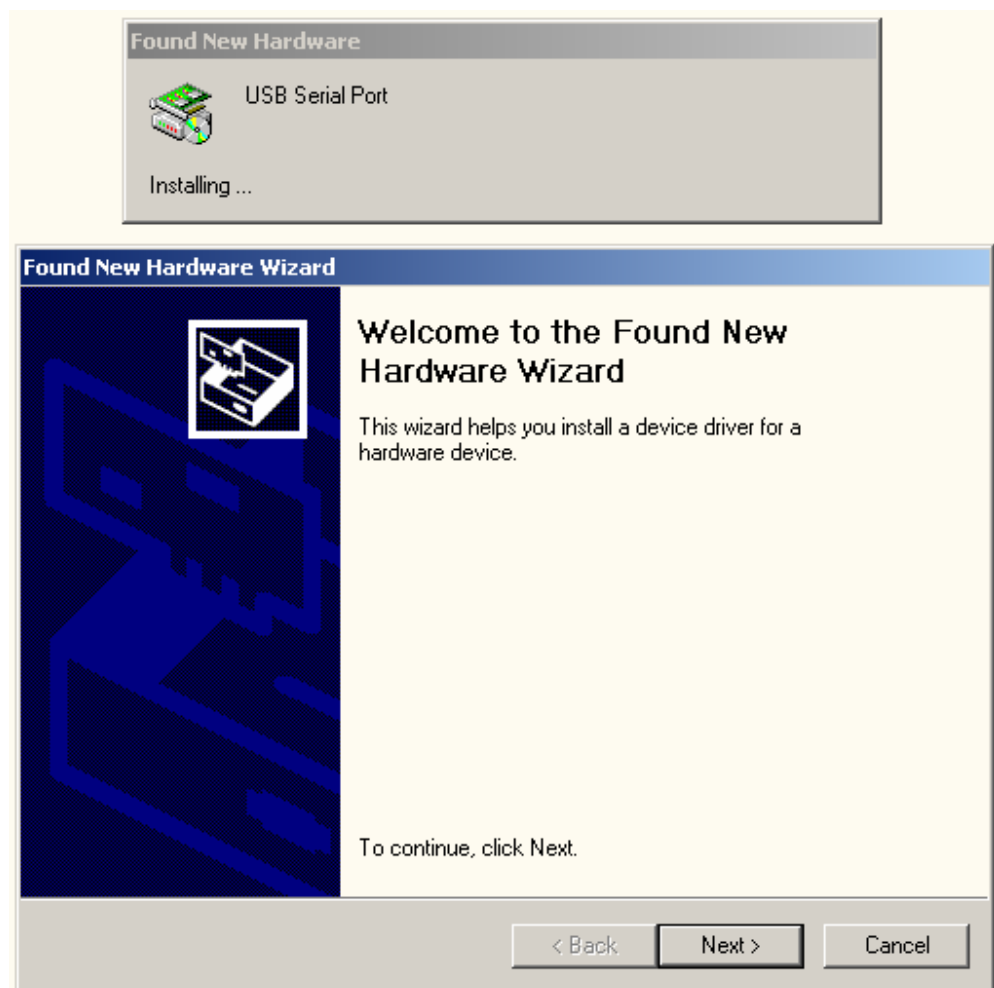 Found New Hardware
USB Serial Port
Installing ...
Found New Hardware Wizard
Welcome to the Found New
Hardware Wizard
This wizard helps you install a device driver for a
hardware device.
To continue, click Next.
< Back
Next >
Cancel